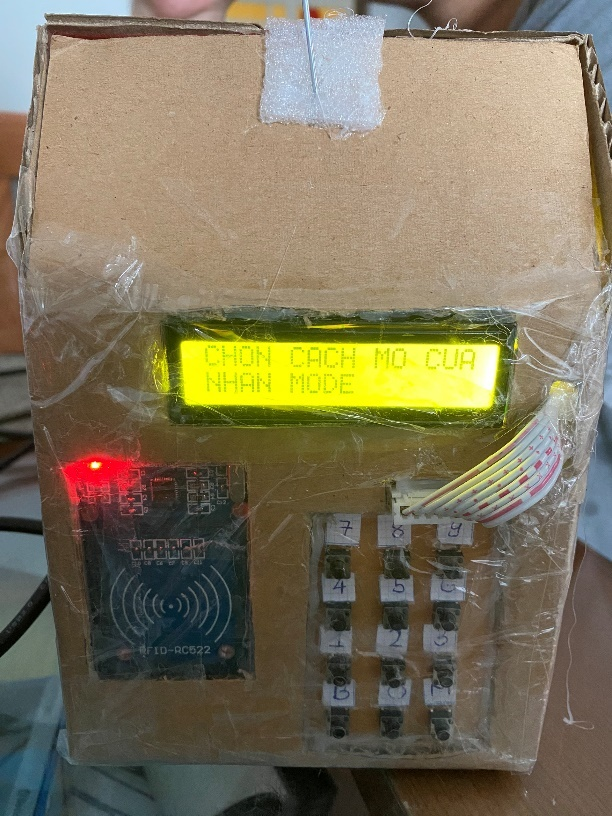 CHON CACH MO CUA
NHAN MODE
RFID-RC522
7 8 9
4 5 6
1 2 3
B 0 M